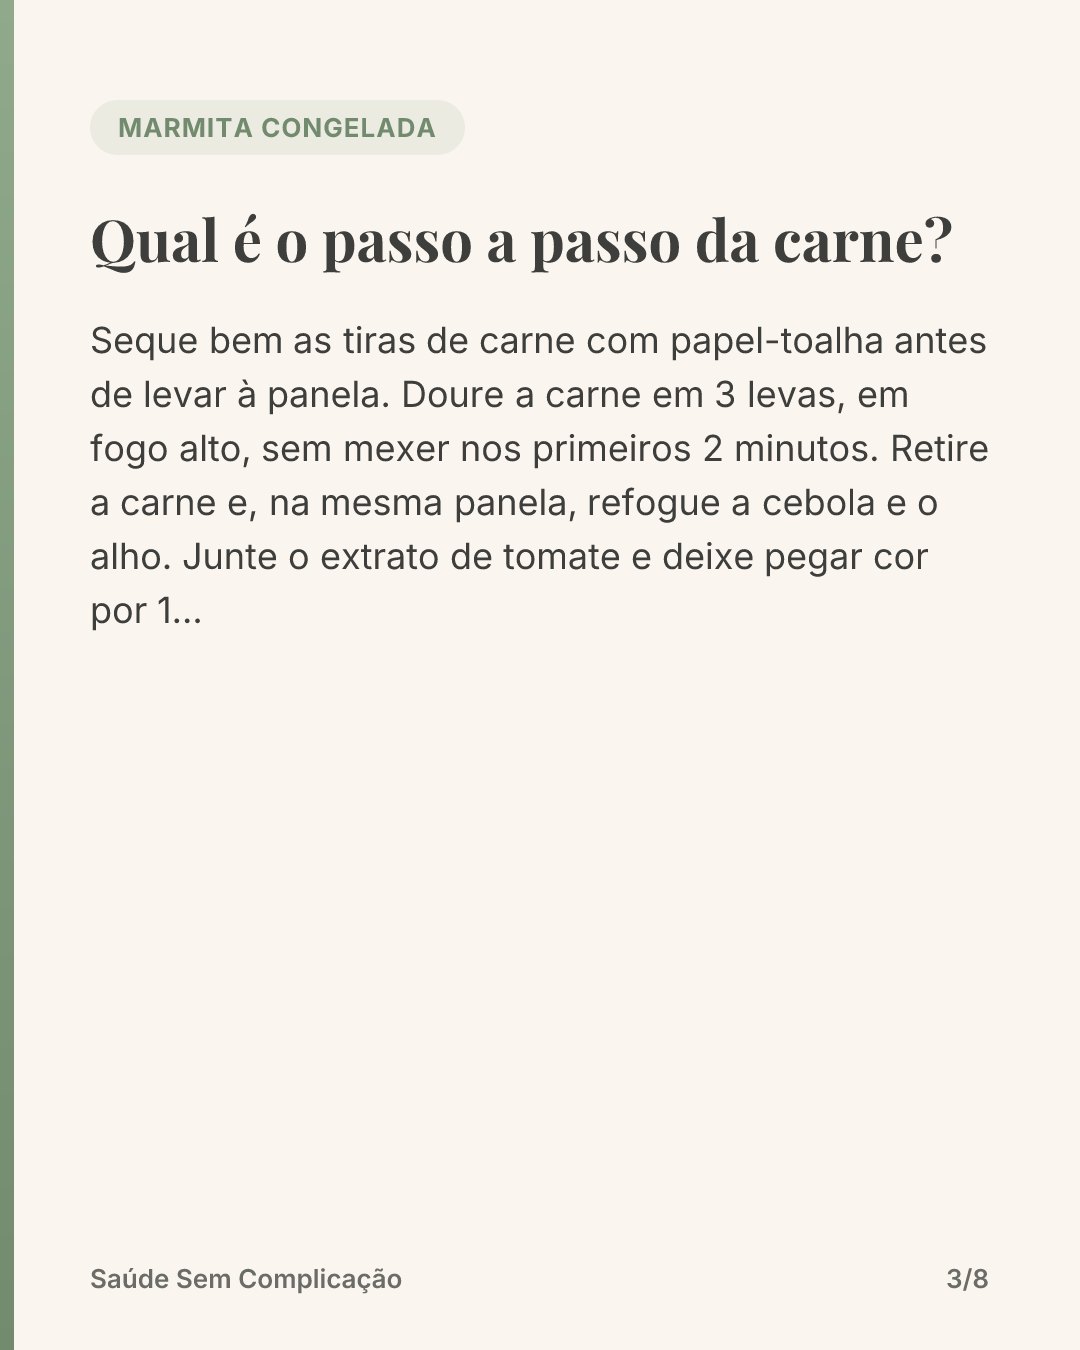 MARMITA CONGELADA
Qual é o passo a passo da carne?
Seque bem as tiras de carne com papel-toalha antes
de levar à panela. Doure a carne em 3 levas, em
fogo alto, sem mexer nos primeiros 2 minutos. Retire
a carne e, na mesma panela, refogue a cebola e o
alho. Junte o extrato de tomate e deixe pegar cor
por 1...
Saúde Sem Complicação
3/8